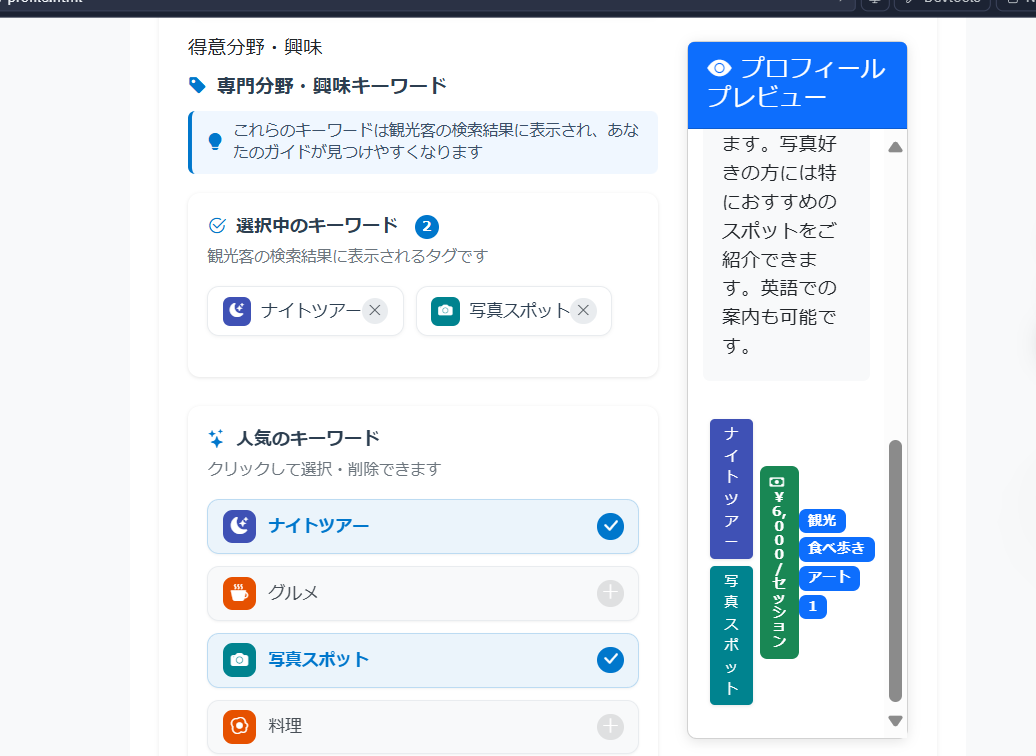 得意分野・興味
専門分野・興味キーワード
これらのキーワードは観光客の検索結果に表示され、あな
たのガイドが見つけやすくなります
選択中のキーワード 2
観光客の検索結果に表示されるタグです
ナイトツアー
写真スポット
人気のキーワード
クリックして選択・削除できます
ナイトツアー
グルメ
写真スポット
料理
プロフィール
プレビュー
ます。写真好
きの方には特
におすすめの
スポットをご
紹介できま
す。英語での
案内も可能で
す。
ナイトツアー
写真スポット
¥6,000/セッション
観光
食べ歩き
アート
1